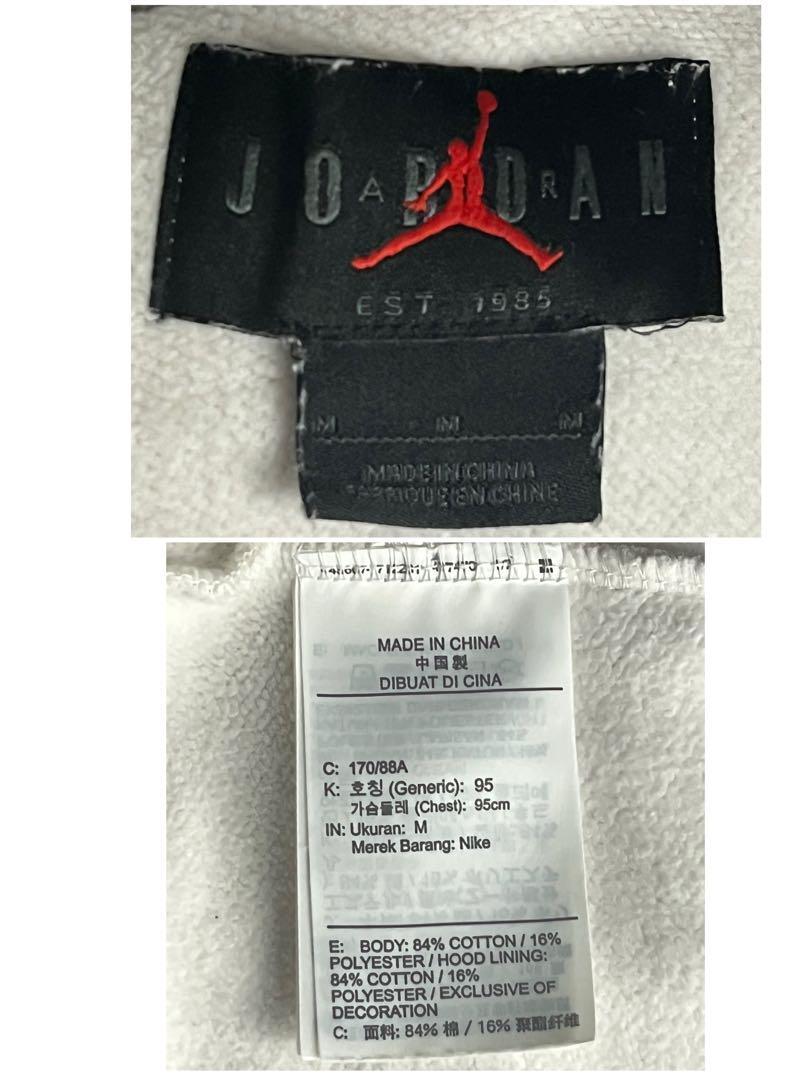 JORDAN
AIR
EST 1985
M M M
MADE IN CHINA
EN CHINE
MADE IN CHINA
中国製
DIBUAT DI CINA
C: 170/88A
K: 호칭 (Generic): 95
가슴둘레 (Chest): 95cm
IN: Ukuran: M
Merek Barang: Nike
E: BODY: 84% COTTON / 16%
POLYESTER / HOOD LINING:
84% COTTON / 16%
POLYESTER / EXCLUSIVE OF
DECORATION
C: 面料: 84% 棉 / 16% 聚酯纤维